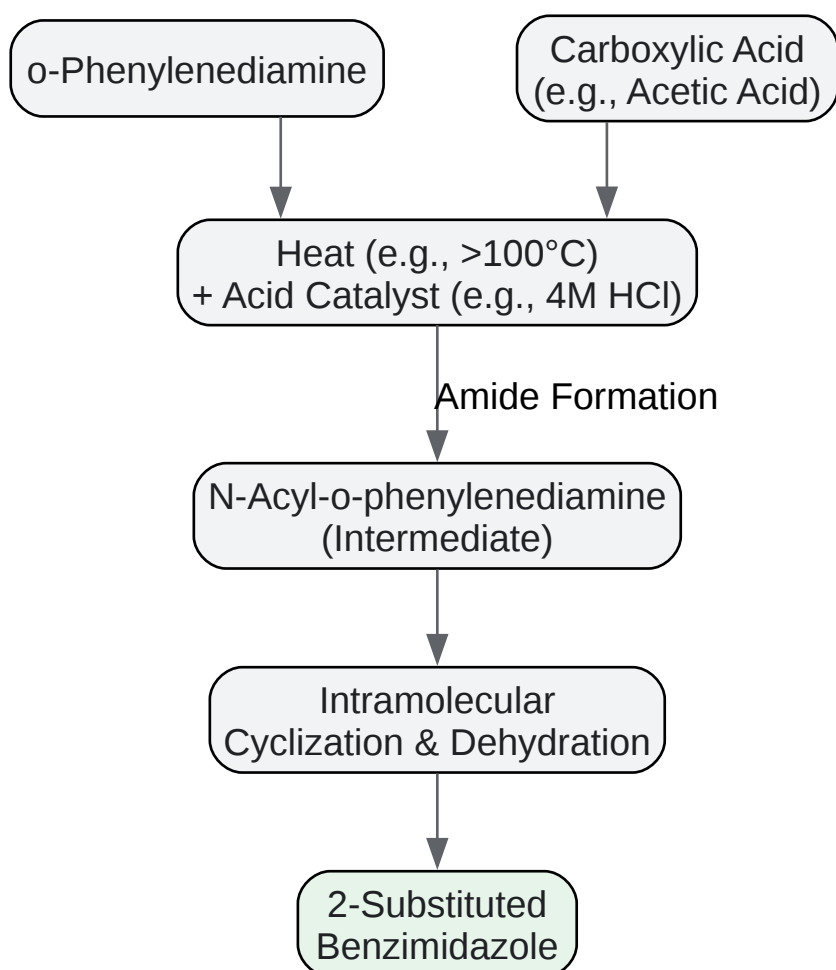 o-Phenylenediamine
Carboxylic Acid
(e.g., Acetic Acid)
Heat (e.g., >100°C)
+ Acid Catalyst (e.g., 4M HCl)
Amide Formation
N-Acyl-o-phenylenediamine
(Intermediate)
Intramolecular
Cyclization & Dehydration
2-Substituted
Benzimidazole